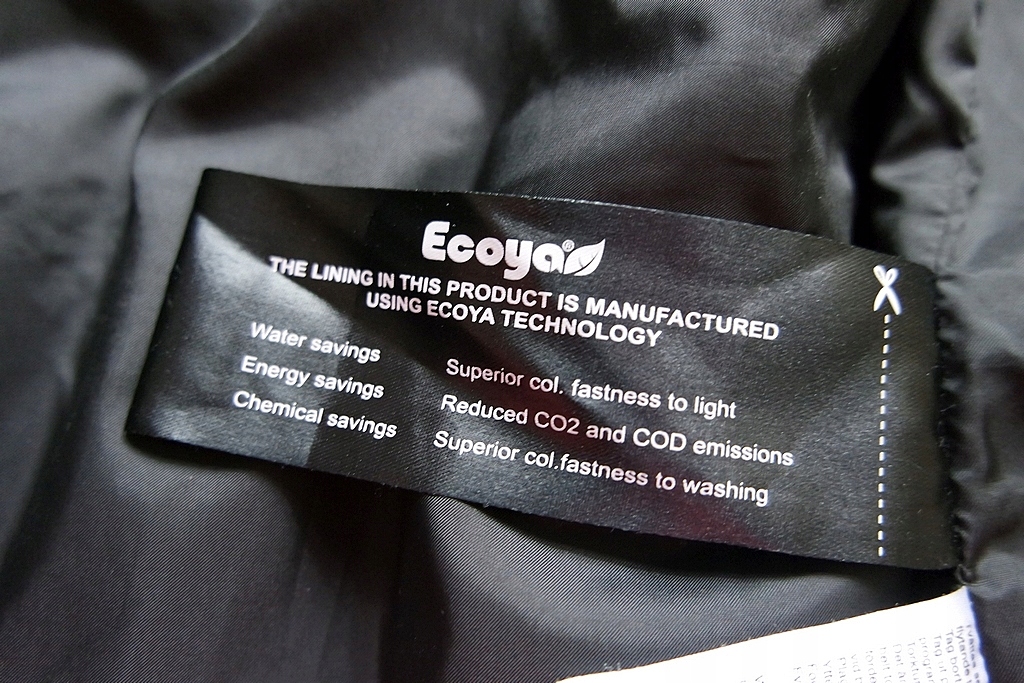 Ecoya®
THE LINING IN THIS PRODUCT IS MANUFACTURED
USING ECOYA TECHNOLOGY
Water savings
Energy savings
Chemical savings
Superior col. fastness to light
Reduced CO2 and COD emissions
Superior col.fastness to washing